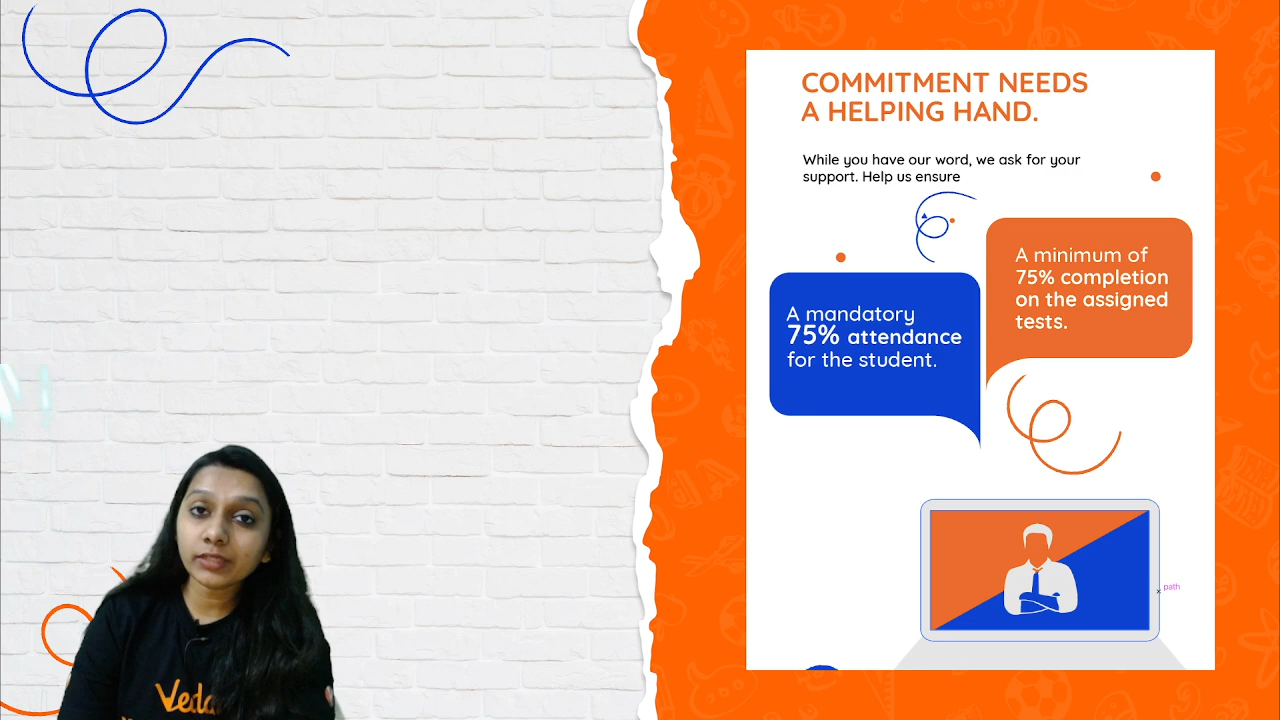 COMMITMENT NEEDS
A HELPING HAND.
While you have our word, we ask for your
support. Help us ensure
A minimum of
75% completion
on the assigned
tests.
A mandatory
75% attendance
for the student.
path